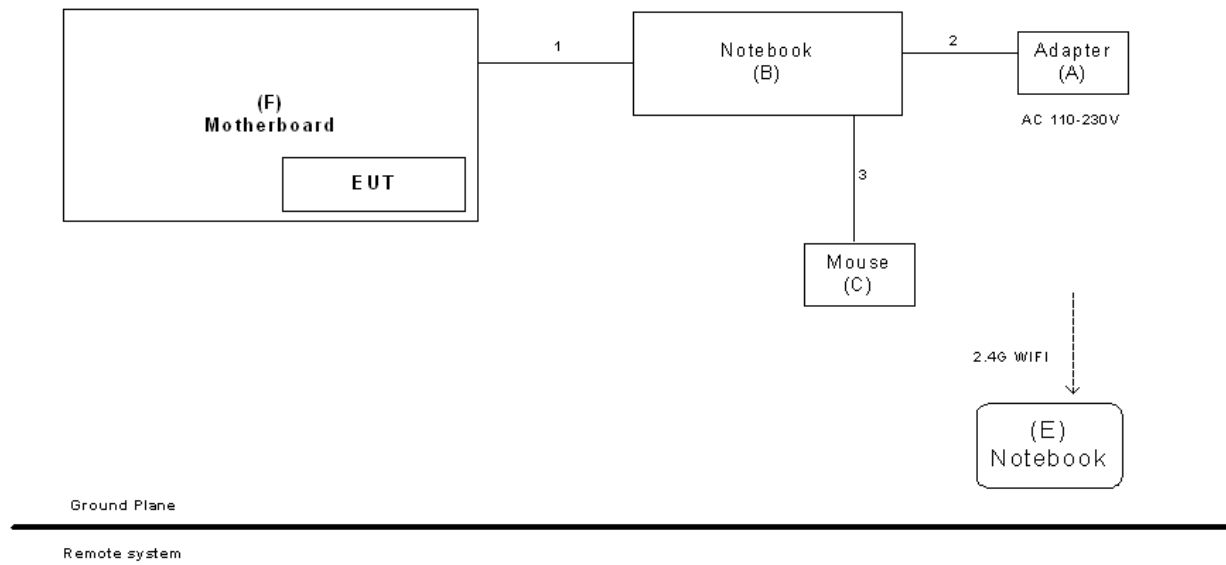 1
Notebook
(B)
2
Adapter
(A)
AC 110-230V
(F)
Motherboard
EUT
3
Mouse
(C)
2.4G WIFI
(E)
Notebook
Ground Plane
Remote system